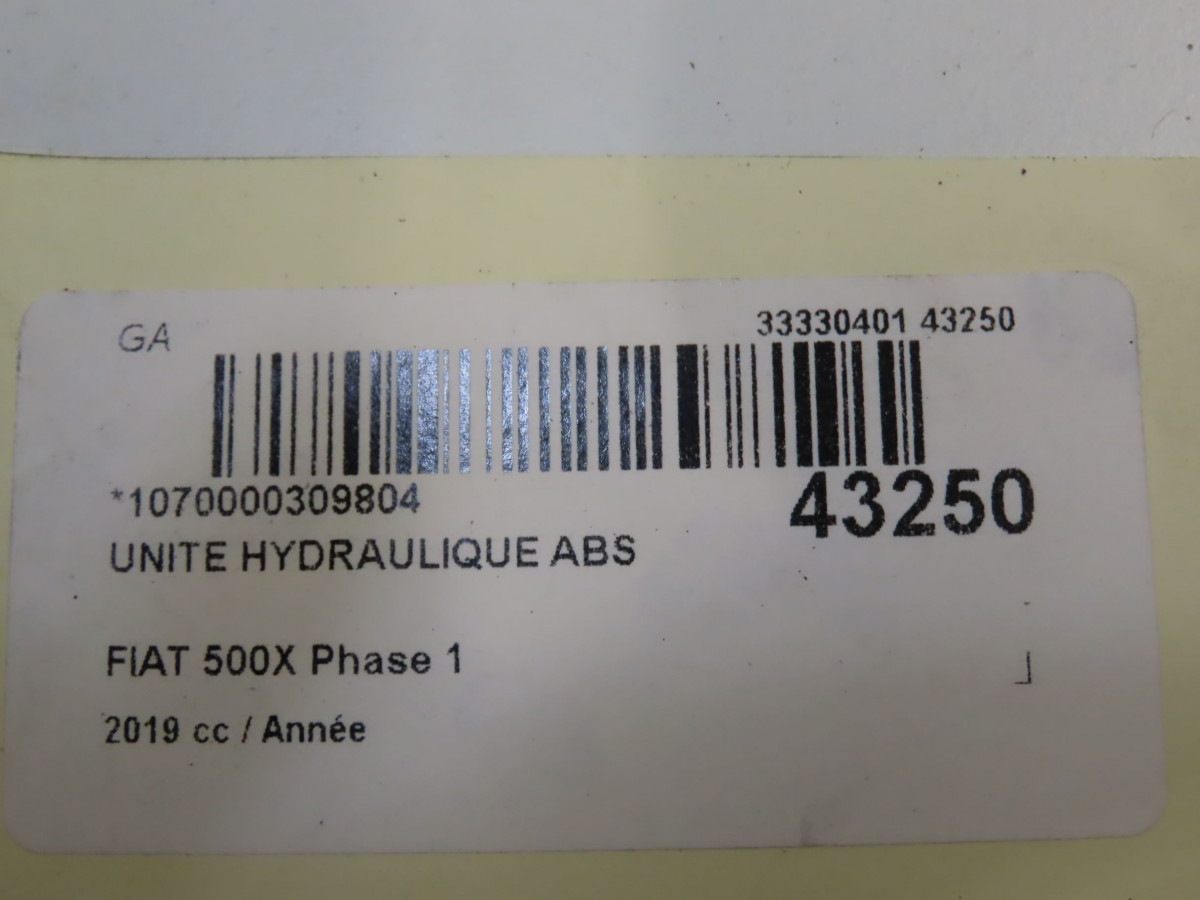 GA
33330401 43250
*1070000309804
43250
UNITE HYDRAULIQUE ABS
FIAT 500X Phase 1
2019 cc / Année